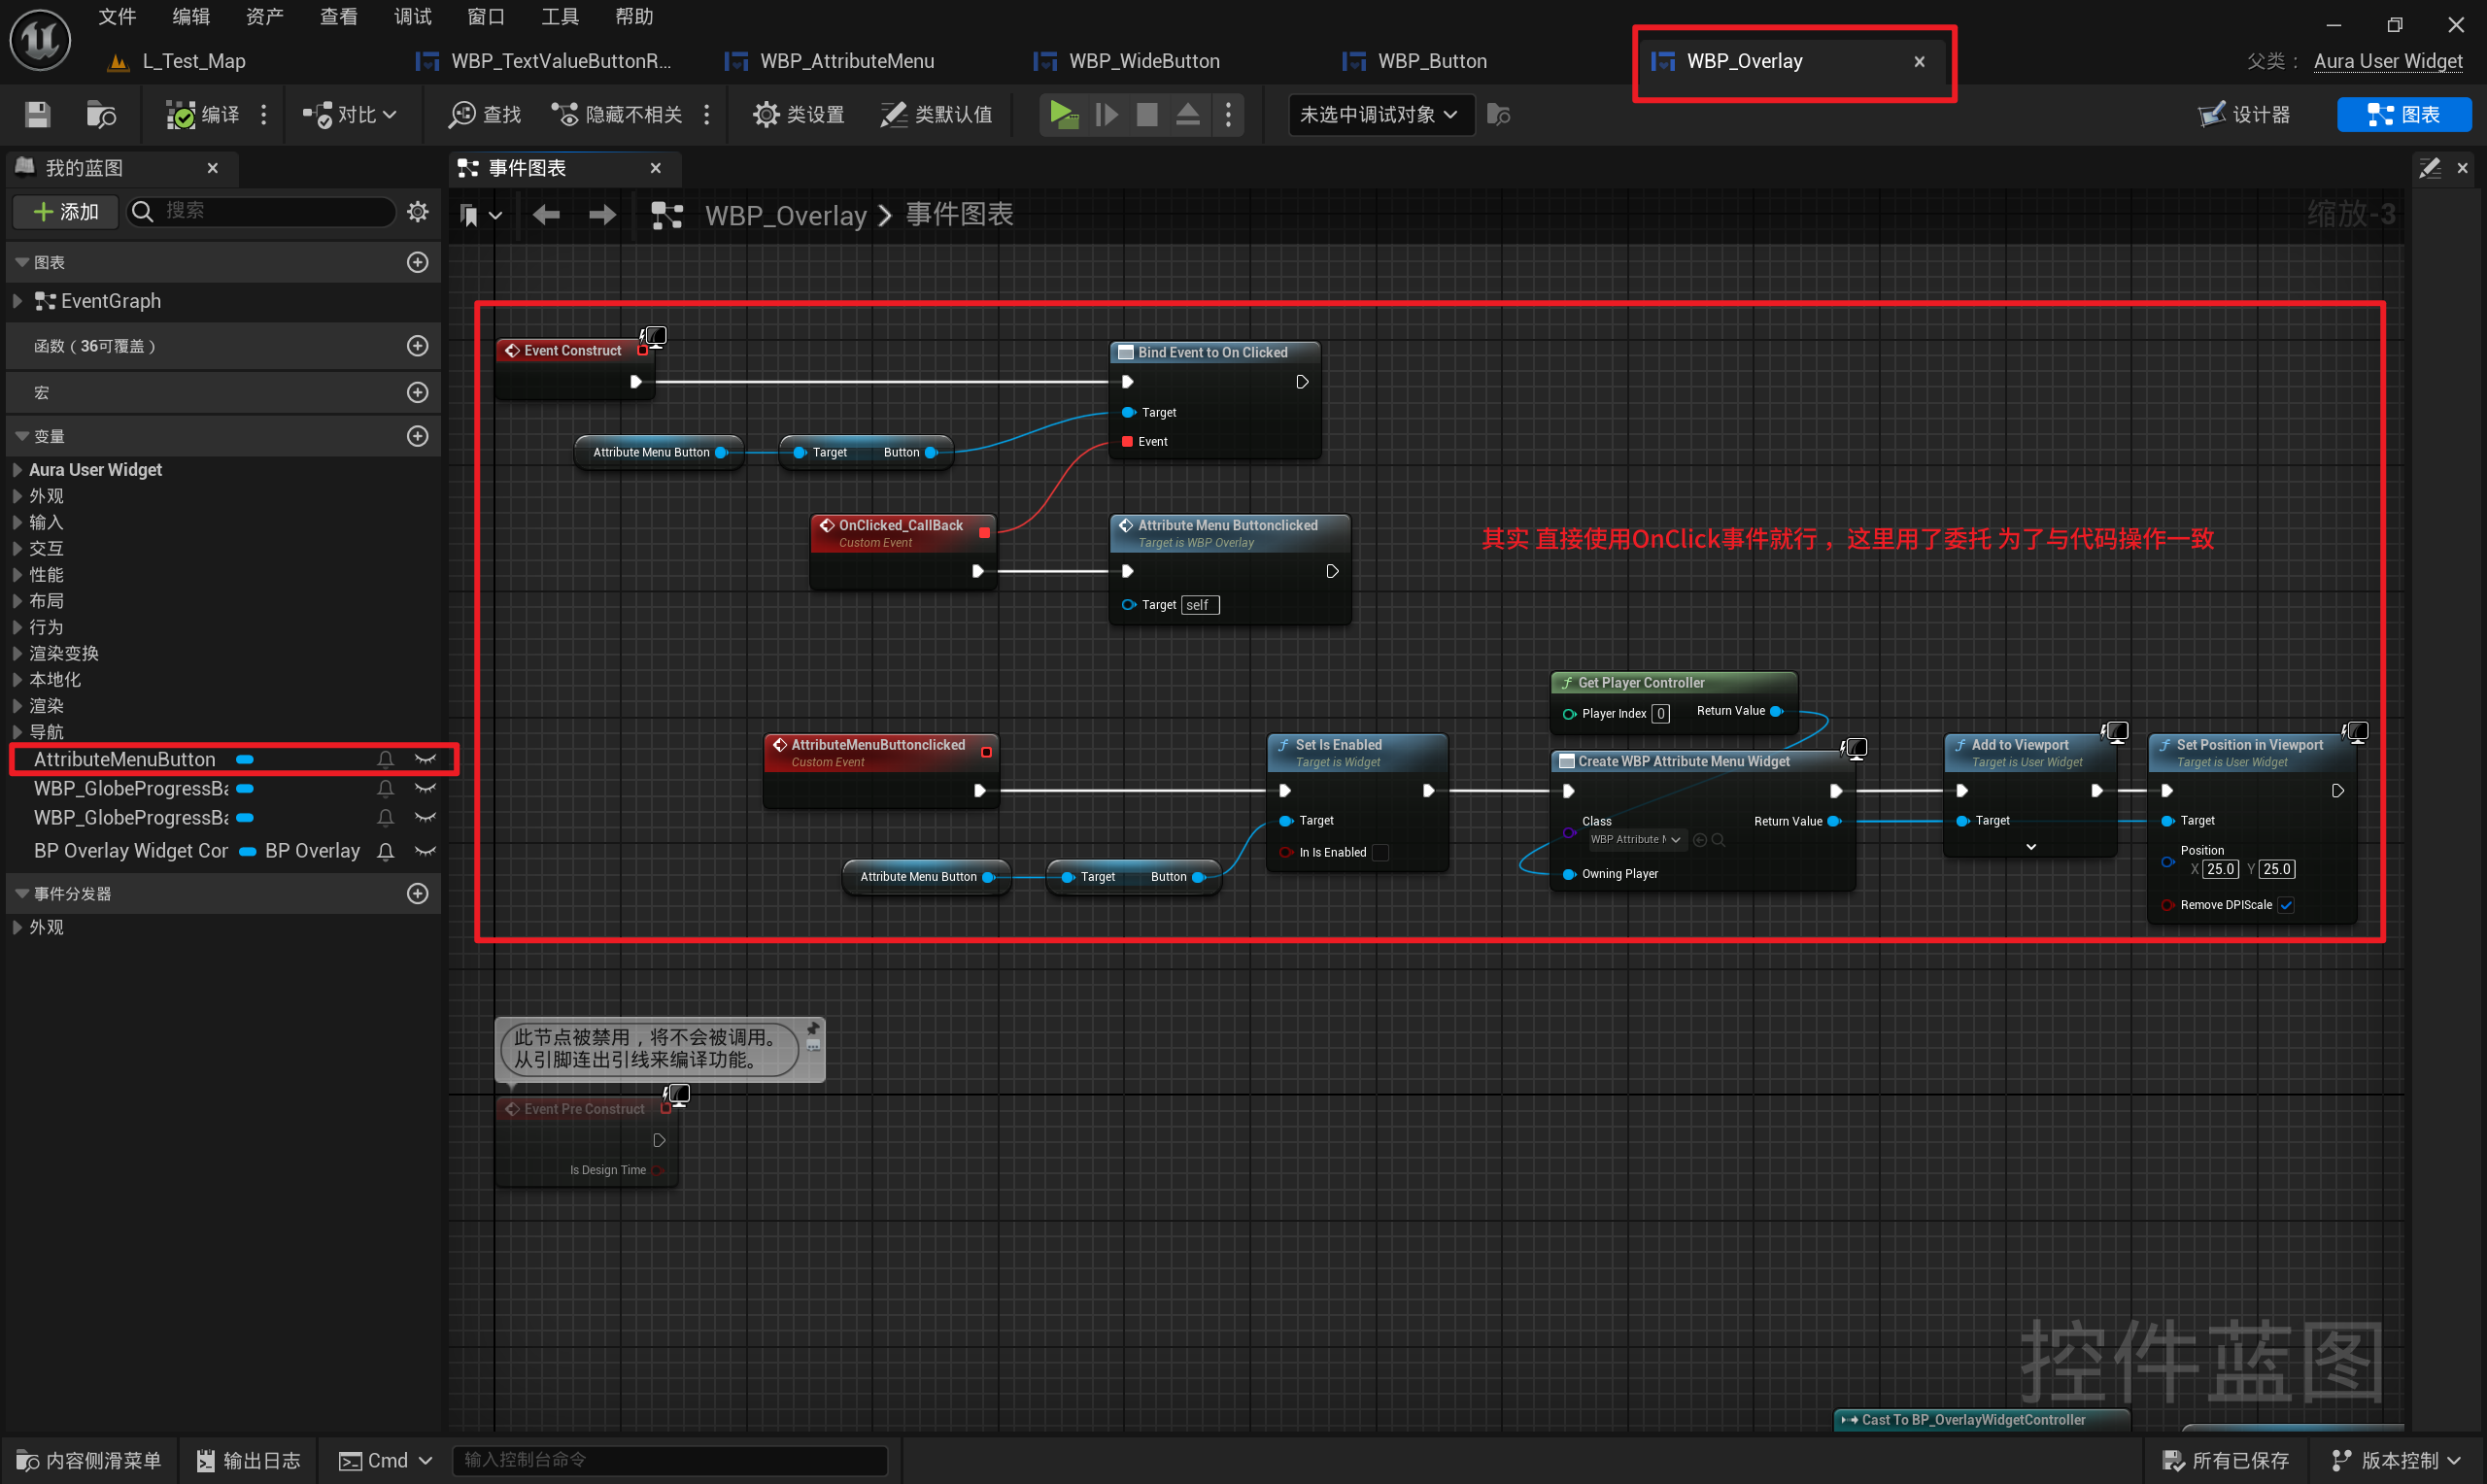 文件 编辑 资产 查看 调试 窗口 工具 帮助
L_Test_Map WBP_TextValueButtonR... WBP_AttributeMenu WBP_WideButton WBP_Button WBP_Overlay 父类： Aura User Widget
编译 对比 查找 隐藏不相关 类设置 类默认值 未选中调试对象 设计器 图表
我的蓝图 事件图表
添加 搜索
WBP_Overlay 事件图表 缩放-3
图表
EventGraph
函数（36可覆盖）
宏
变量
Aura User Widget
外观
输入
交互
性能
布局
行为
渲染变换
本地化
渲染
导航
AttributeMenuButton
WBP_GlobeProgressBa
WBP_GlobeProgressBa
BP Overlay Widget Cor BP Overlay
事件分发器
外观
Event Construct
Bind Event to On Clicked
Target
Event
Attribute Menu Button
Target Button
OnClicked_CallBack
Custom Event
Attribute Menu Buttonclicked
Target is WBP Overlay
Target self
其实 直接使用OnClick事件就行，这里用了委托 为了与代码操作一致
Get Player Controller
Player Index 0 Return Value
AttributeMenuButtonclicked
Custom Event
Set Is Enabled
Target is Widget
Target
In Is Enabled
Attribute Menu Button
Target Button
Create WBP Attribute Menu Widget
Class Return Value
WBP Attribute M
Owning Player
Add to Viewport
Target is User Widget
Target
Set Position in Viewport
Target is User Widget
Target
Position
X 25.0 Y 25.0
Remove DPIScale
此节点被禁用，将不会被调用。
从引脚连出引线来编译功能。
Event Pre Construct
Is Design Time
控件蓝图
Cast To BP_OverlayWidgetController
内容侧滑菜单 输出日志 Cmd 输入控制台命令 所有已保存 版本控制